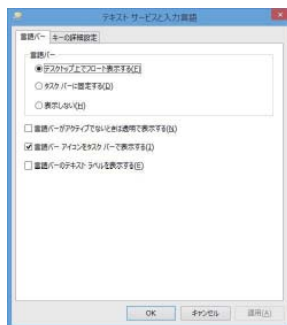 テキスト サービスと入力言語
言語バー キーの詳細設定
言語バー
デスクトップ上でフロート表示する(F)
タスク バーに固定する(D)
表示しない(H)
言語バーがアクティブでないときは透明で表示する(N)
言語バー アイコンをタスク バーで表示する(I)
言語バーのテキスト ラベルを表示する(E)
OK キャンセル 適用(A)